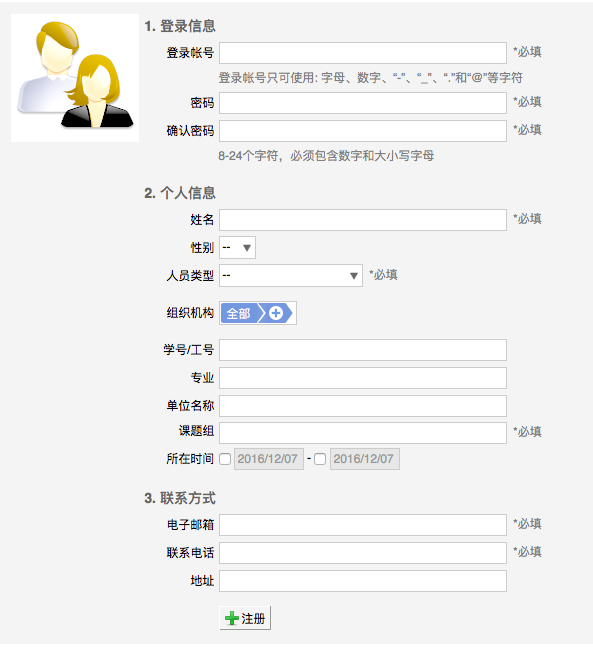 1. 登录信息
登录帐号 *必填
登录帐号只可使用: 字母、数字、“-”、“_”、“.”和“@”等字符
密码 *必填
确认密码 *必填
8-24个字符，必须包含数字和大小写字母
2. 个人信息
姓名 *必填
性别 --
人员类型 -- *必填
组织机构 全部
学号/工号
专业
单位名称
课题组 *必填
所在时间 2016/12/07 - 2016/12/07
3. 联系方式
电子邮箱 *必填
联系电话 *必填
地址
注册